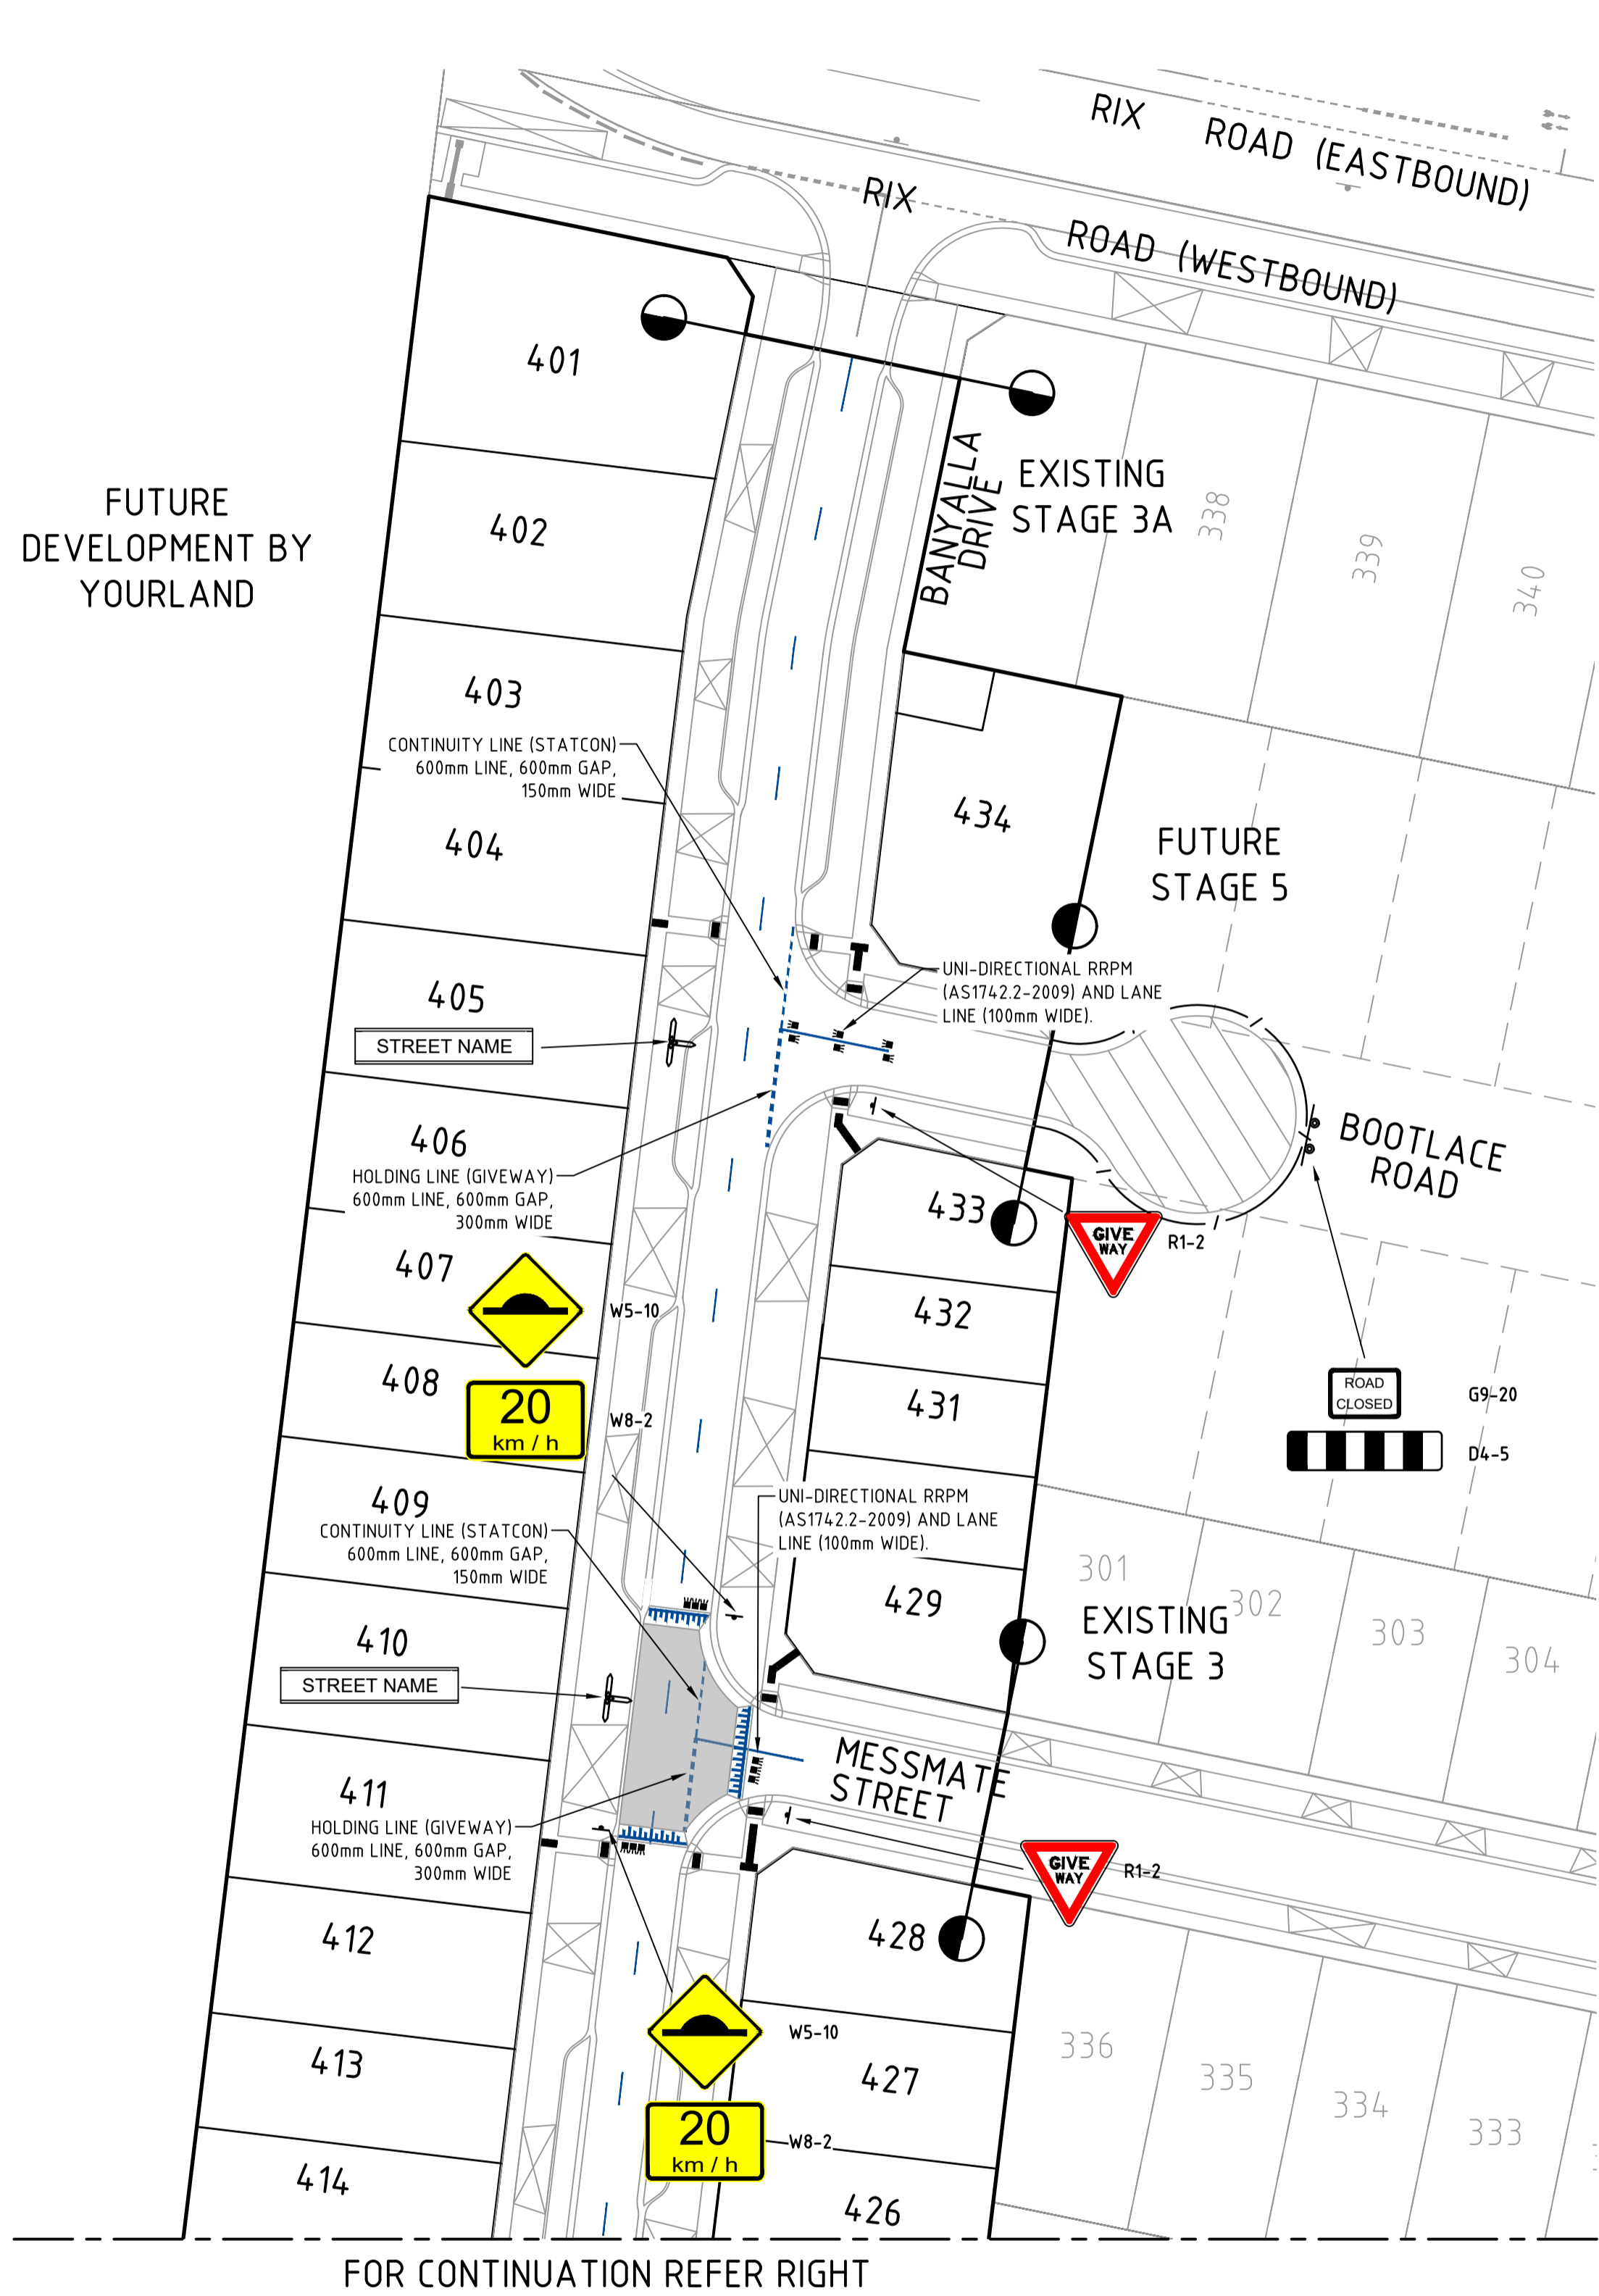 RIX ROAD (EASTBOUND)
RIX ROAD (WESTBOUND)
401
BANYALLA
DRIVE
EXISTING
STAGE 3A
338
339
340
FUTURE
DEVELOPMENT BY
YOURLAND
402
403
CONTINUITY LINE (STATCON)
600mm LINE, 600mm GAP,
150mm WIDE
434
404
FUTURE
STAGE 5
405
UNI-DIRECTIONAL RRPM
(AS1742.2-2009) AND LANE
LINE (100mm WIDE).
STREET NAME
406
BOOTLACE
ROAD
HOLDING LINE (GIVEWAY)
600mm LINE, 600mm GAP,
300mm WIDE
433
GIVE
WAY
R1-2
407
W5-10
432
408
20
km / h
W8-2
431
ROAD
CLOSED
G9-20
D4-5
409
CONTINUITY LINE (STATCON)
600mm LINE, 600mm GAP,
150mm WIDE
UNI-DIRECTIONAL RRPM
(AS1742.2-2009) AND LANE
LINE (100mm WIDE).
429
301
302
303
304
EXISTING
STAGE 3
410
STREET NAME
MESSMATE
STREET
411
HOLDING LINE (GIVEWAY)
600mm LINE, 600mm GAP,
300mm WIDE
GIVE
WAY
R1-2
412
428
W5-10
336
335
334
333
413
427
20
km / h
W8-2
414
426
FOR CONTINUATION REFER RIGHT